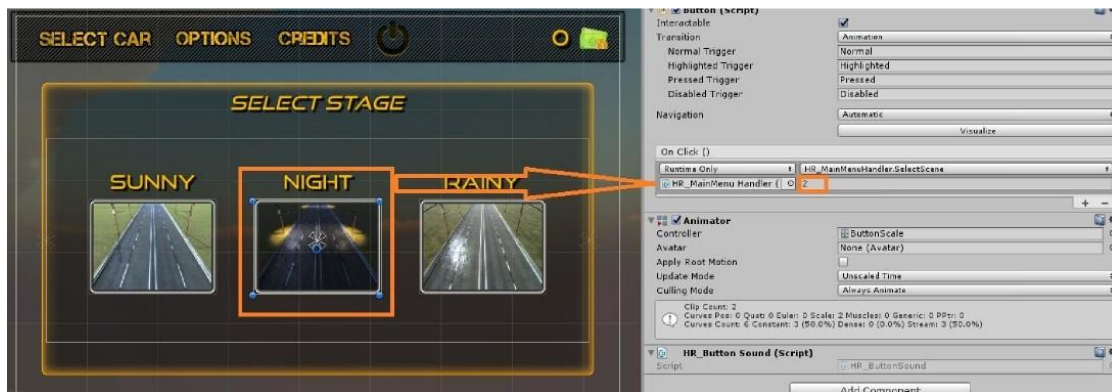 SELECT CAR OPTIONS CREDITS 0
SELECT STAGE
SUNNY NIGHT RAINY
Button (Script)
Interactable
Transition Animation
Normal Trigger Normal
Highlighted Trigger Highlighted
Pressed Trigger Pressed
Disabled Trigger Disabled
Navigation Automatic
Visualize
On Click ()
Runtime Only HR_MainMenuHandler.SelectScene
HR_MainMenu Handler ( 2
+ -
Animator
Controller ButtonScale
Avatar None (Avatar)
Apply Root Motion
Update Mode Unscaled Time
Culling Mode Always Animate
Clip Count: 2
Curves Pos: 0 Quat: 0 Euler: 0 Scale: 2 Muscles: 0 Generic: 0 PPtr: 0
Curves Count: 6 Constant: 3 (50.0%) Dense: 0 (0.0%) Stream: 3 (50.0%)
HR_Button Sound (Script)
Script HR_ButtonSound
Add Component